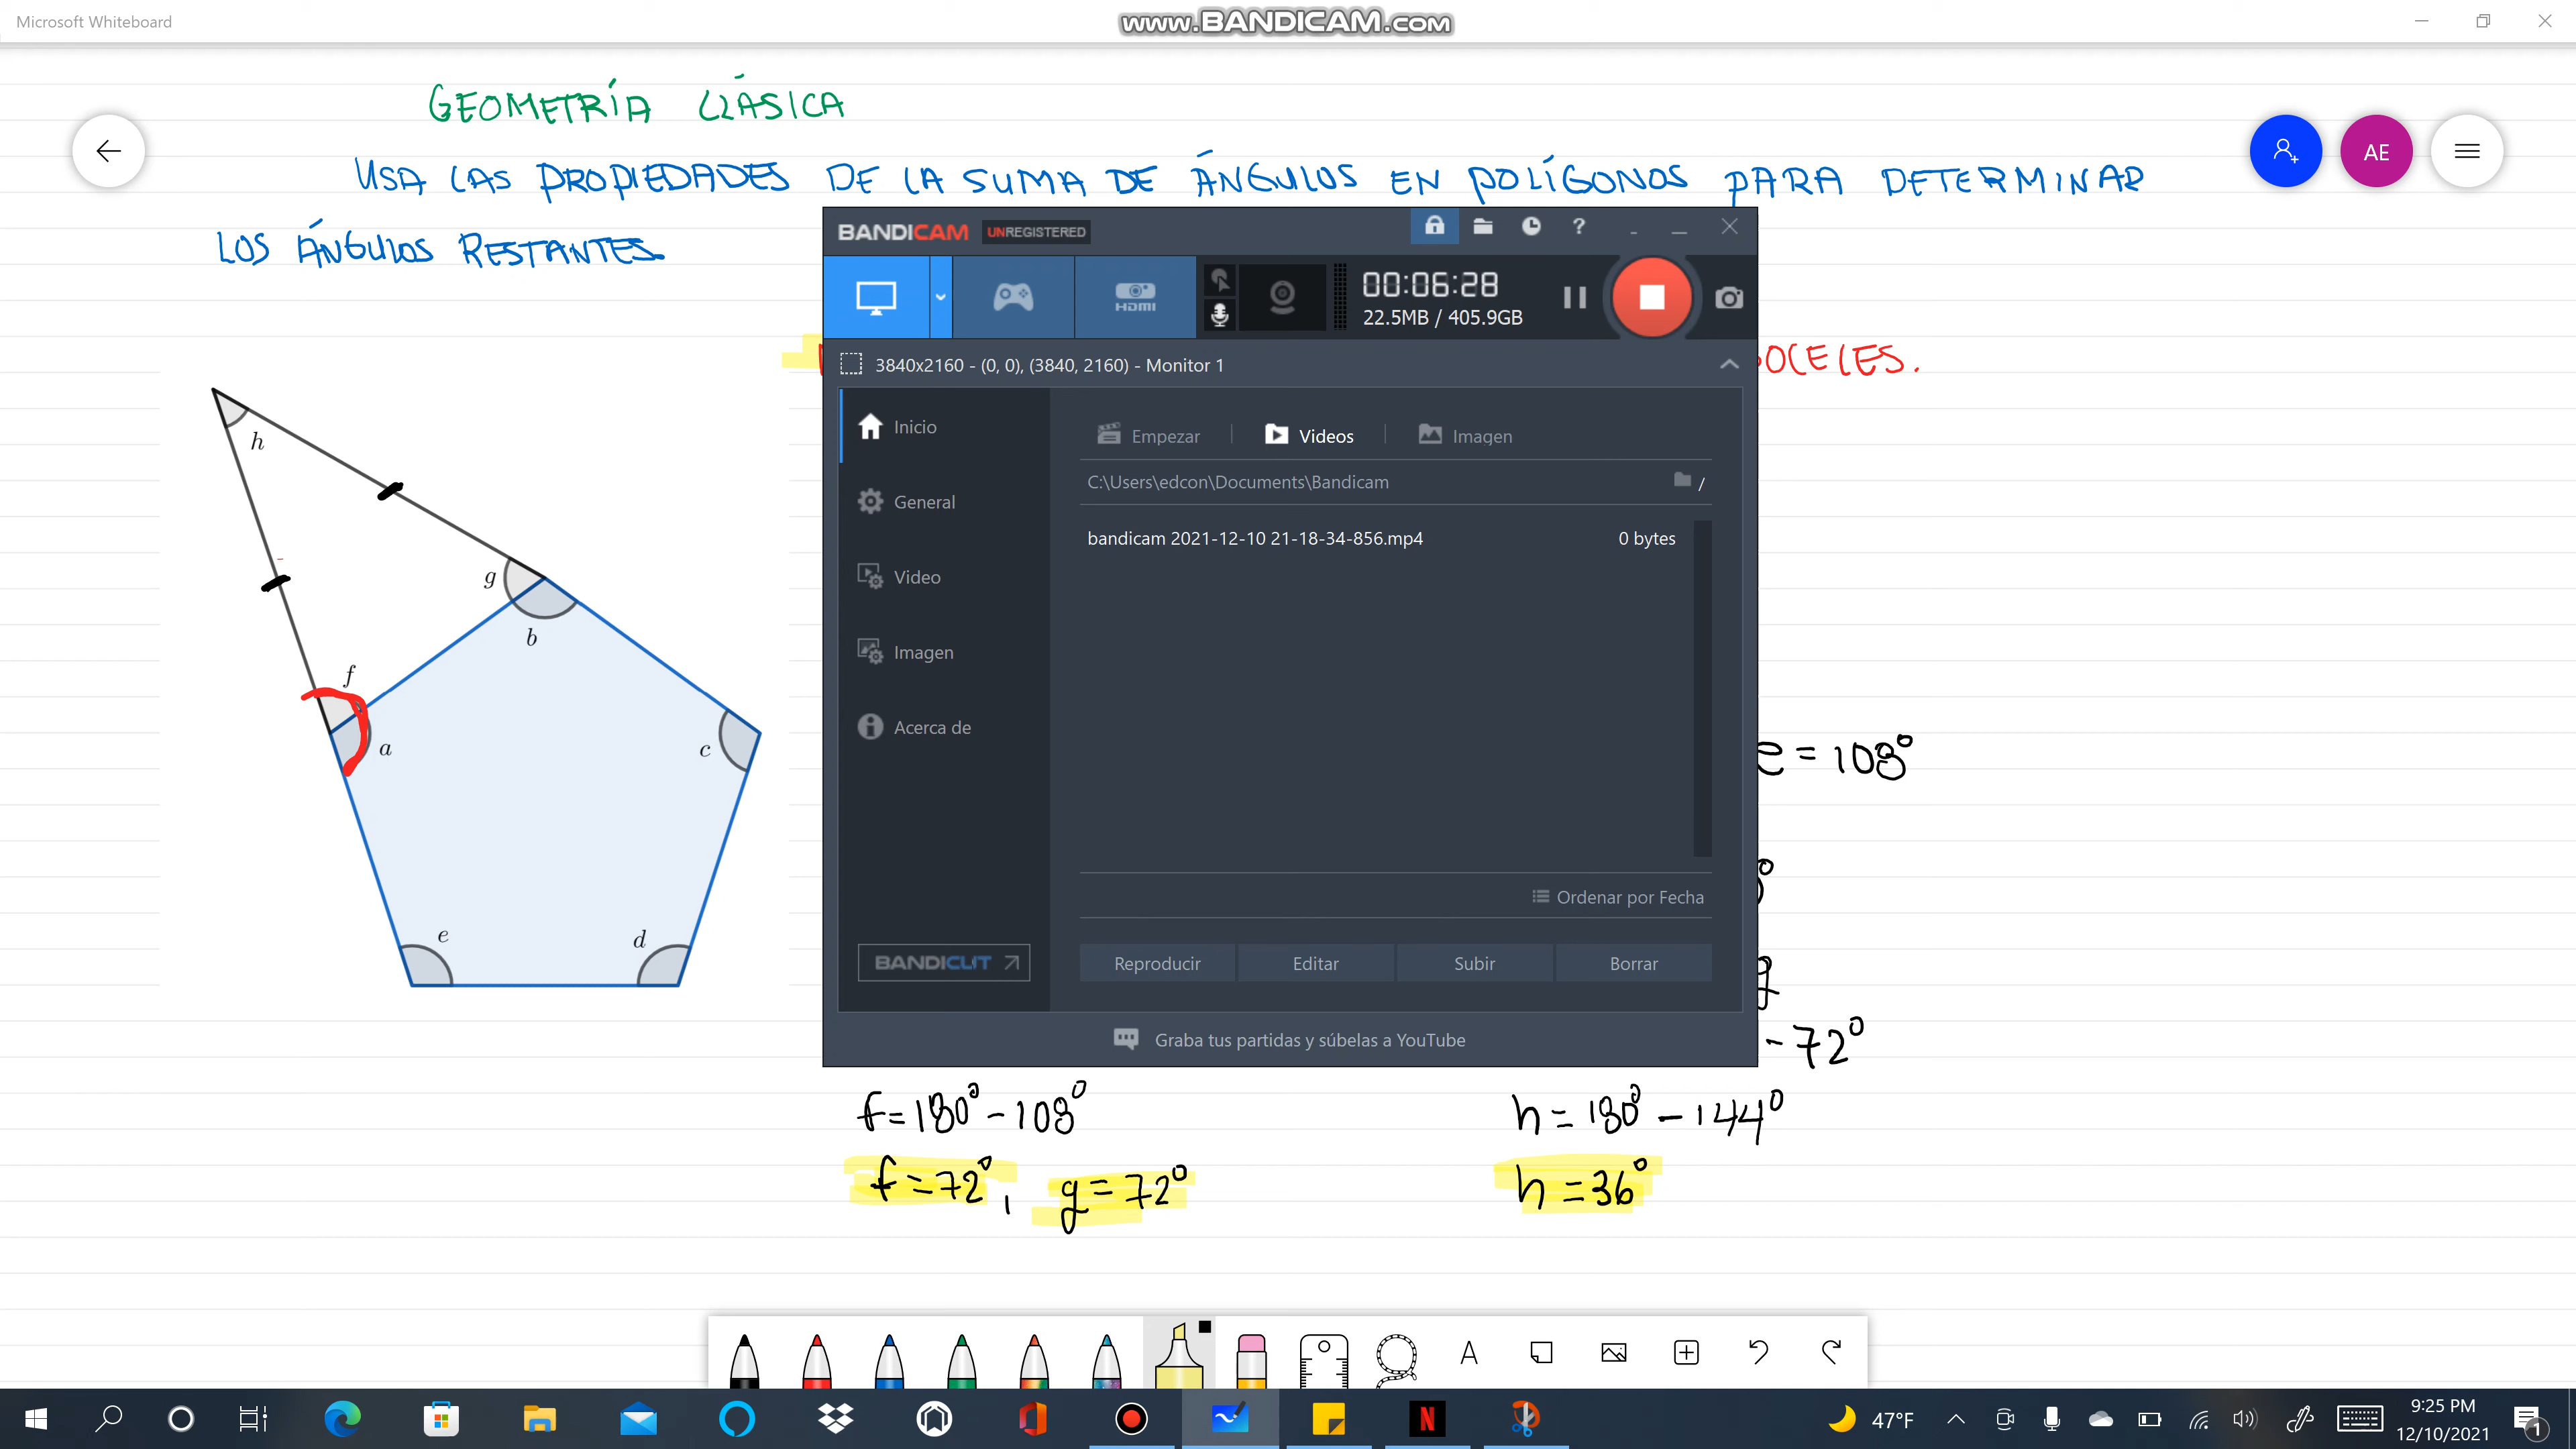 Microsoft Whiteboard
www.BANDICAM.com
GEOMETRÍA CLÁSICA
AE
USA LAS PROPIEDADES DE LA SUMA DE ÁNGULOS EN POLÍGONOS PARA DETERMINAR
LOS ÁNGULOS RESTANTES
BANDICAM UNREGISTERED
?
HDMI
00:06:28
22.5MB / 405.9GB
3840x2160 - (0, 0), (3840, 2160) - Monitor 1
OCELES.
Inicio
General
Video
Imagen
Acerca de
Empezar
Videos
Imagen
C:\Users\edcon\Documents\Bandicam
/
bandicam 2021-12-10 21-18-34-856.mp4 0 bytes
Ordenar por Fecha
BANDICUT
Reproducir
Editar
Subir
Borrar
Graba tus partidas y súbelas a YouTube
h
g
b
f
a
c
e
d
e = 108°
g
- 72°
f = 180° - 108°
h = 180° - 144°
f = 72° , g = 72°
h = 36°
A
N
47°F
9:25 PM
12/10/2021
1